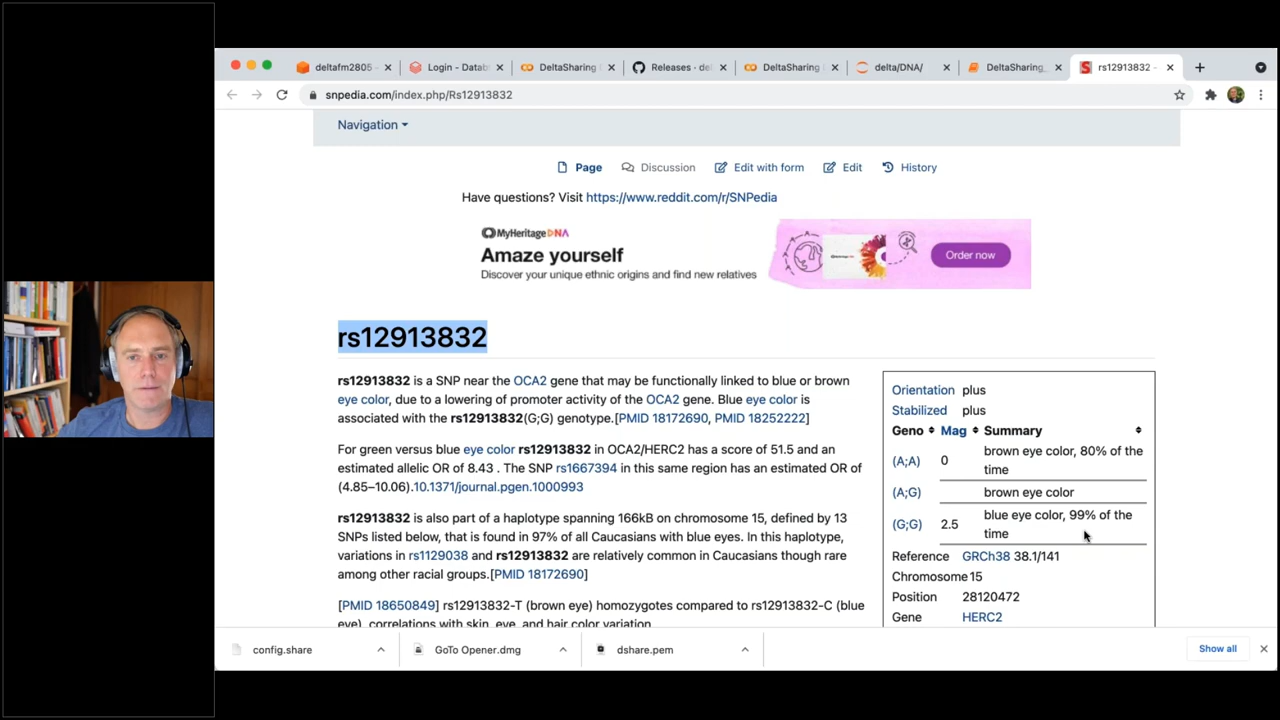 deltafm2805
Login - Datab
DeltaSharing
Releases · de
DeltaSharing
delta/DNA/
DeltaSharing_
rs12913832 -
snpedia.com/index.php/Rs12913832
Navigation
Page
Discussion
Edit with form
Edit
History
Have questions? Visit https://www.reddit.com/r/SNPedia
MyHeritage DNA
Amaze yourself
Discover your unique ethnic origins and find new relatives
Order now
rs12913832
rs12913832 is a SNP near the OCA2 gene that may be functionally linked to blue or brown
eye color, due to a lowering of promoter activity of the OCA2 gene. Blue eye color is
associated with the rs12913832(G;G) genotype.[PMID 18172690, PMID 18252222]
For green versus blue eye color rs12913832 in OCA2/HERC2 has a score of 51.5 and an
estimated allelic OR of 8.43 . The SNP rs1667394 in this same region has an estimated OR of
(4.85–10.06).10.1371/journal.pgen.1000993
rs12913832 is also part of a haplotype spanning 166kB on chromosome 15, defined by 13
SNPs listed below, that is found in 97% of all Caucasians with blue eyes. In this haplotype,
variations in rs1129038 and rs12913832 are relatively common in Caucasians though rare
among other racial groups.[PMID 18172690]
[PMID 18650849] rs12913832-T (brown eye) homozygotes compared to rs12913832-C (blue
eye), correlations with skin, eye, and hair color variation
Orientation plus
Stabilized plus
Geno Mag Summary
(A;A) 0 brown eye color, 80% of the
time
(A;G) brown eye color
(G;G) 2.5 blue eye color, 99% of the
time
Reference GRCh38 38.1/141
Chromosome 15
Position 28120472
Gene HERC2
config.share
GoTo Opener.dmg
dshare.pem
Show all